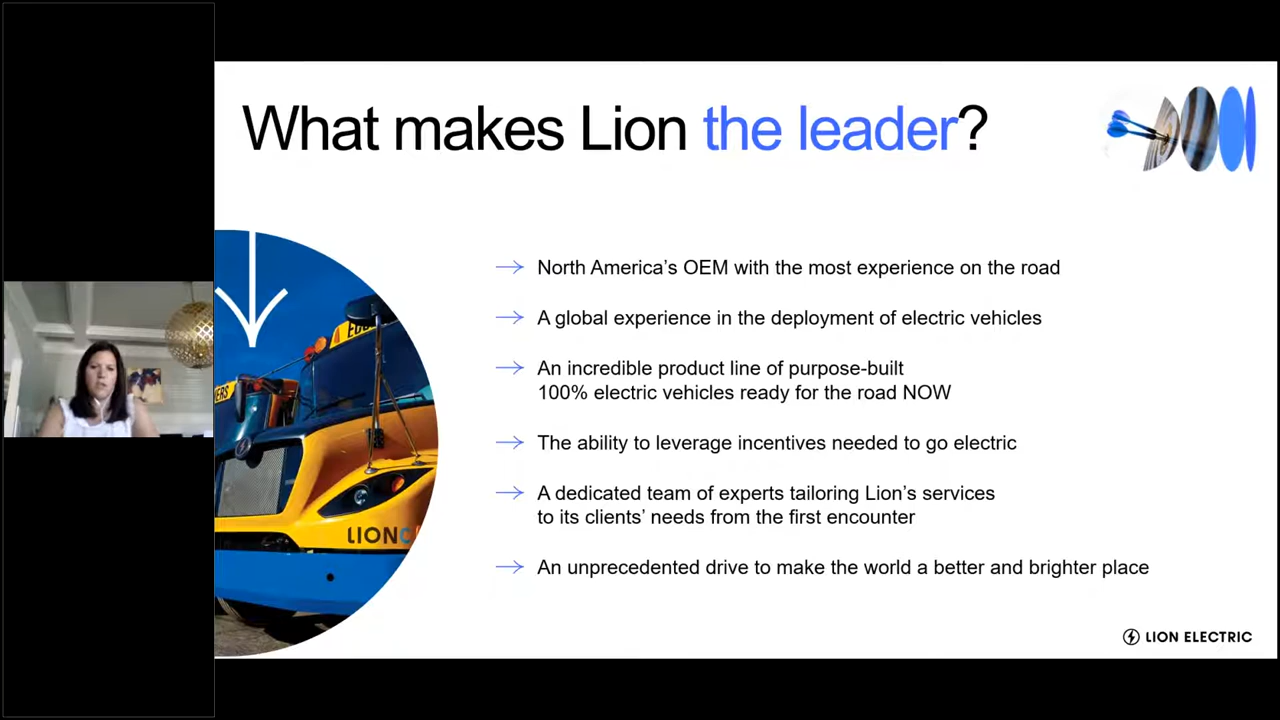 What makes Lion the leader?
North America's OEM with the most experience on the road
A global experience in the deployment of electric vehicles
An incredible product line of purpose-built
100% electric vehicles ready for the road NOW
The ability to leverage incentives needed to go electric
A dedicated team of experts tailoring Lion's services
to its clients' needs from the first encounter
An unprecedented drive to make the world a better and brighter place
LION
LION ELECTRIC